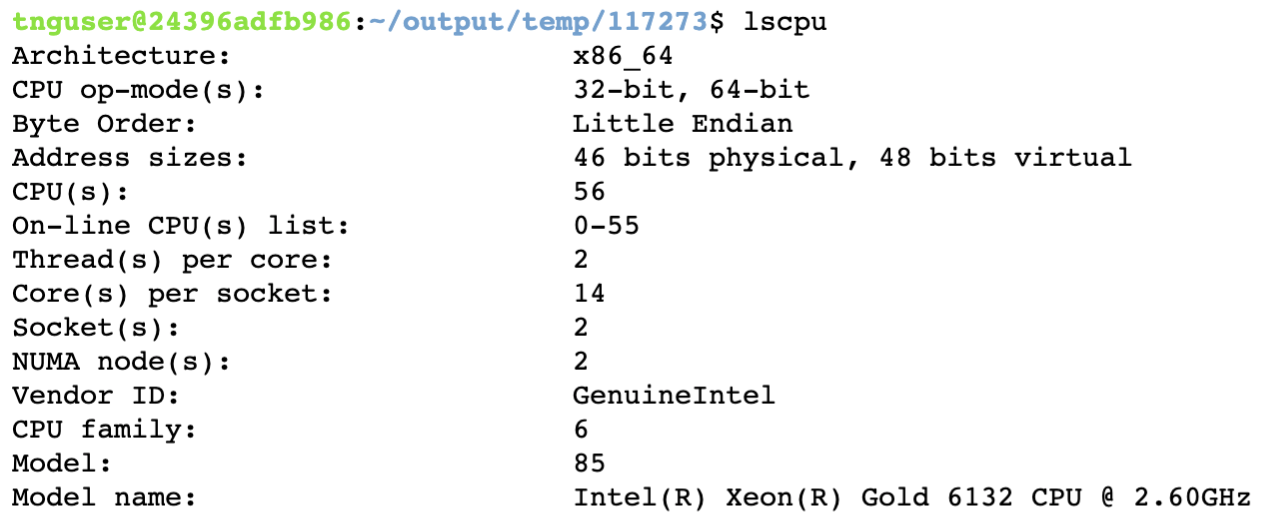 tnguser@24396adfb986:~/output/temp/117273$ lscpu
Architecture: x86_64
CPU op-mode(s): 32-bit, 64-bit
Byte Order: Little Endian
Address sizes: 46 bits physical, 48 bits virtual
CPU(s): 56
On-line CPU(s) list: 0-55
Thread(s) per core: 2
Core(s) per socket: 14
Socket(s): 2
NUMA node(s): 2
Vendor ID: GenuineIntel
CPU family: 6
Model: 85
Model name: Intel(R) Xeon(R) Gold 6132 CPU @ 2.60GHz